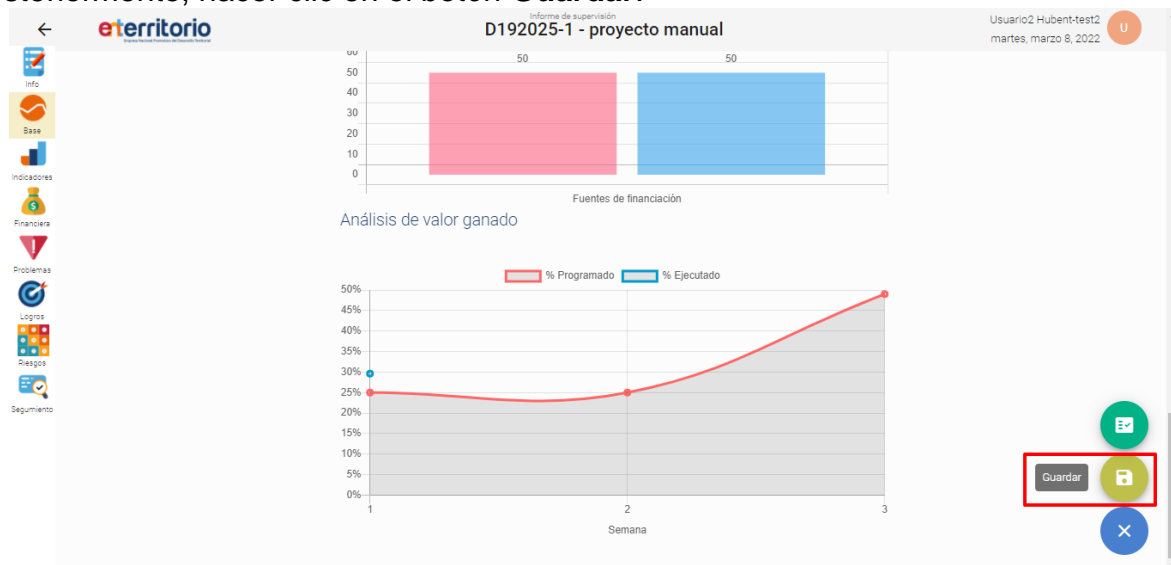 Guardar.
Informe de supervisión
eterritorio
D192025-1 - proyecto manual
Usuario2 Hubent-test2
martes, marzo 8, 2022
U
Info
Base
Indicadores
$
Financiera
Problemas
Logros
Riesgos
Seguimiento
60
50
40
30
20
10
0
50
50
Fuentes de financiación
Análisis de valor ganado
% Programado
% Ejecutado
50%
45%
40%
35%
30%
25%
20%
15%
10%
5%
0%
1
2
3
Semana
Guardar